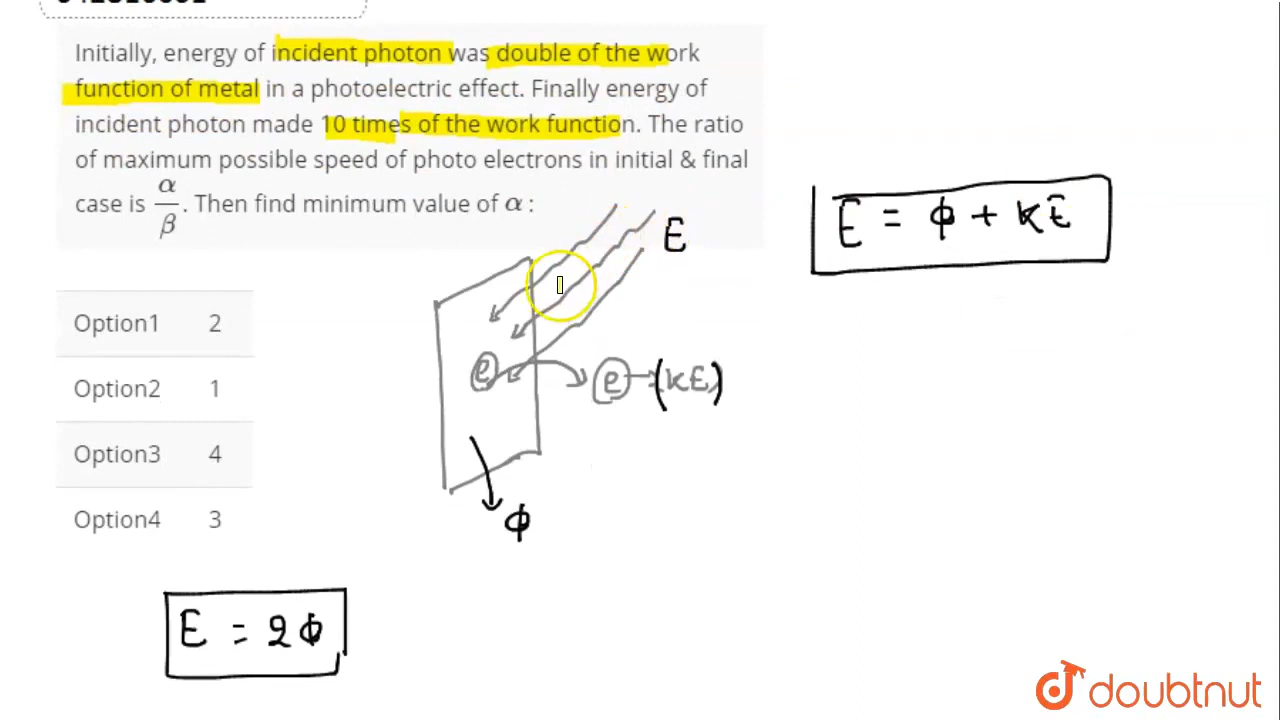 Initially, energy of incident photon was double of the work
function of metal in a photoelectric effect. Finally energy of
incident photon made 10 times of the work function. The ratio
of maximum possible speed of photo electrons in initial & final
case is α/β. Then find minimum value of α :
E = ϕ + KE
E
Option1 2
e e (KE)
Option2 1
Option3 4
Option4 3
ϕ
E = 2ϕ
doubtnut